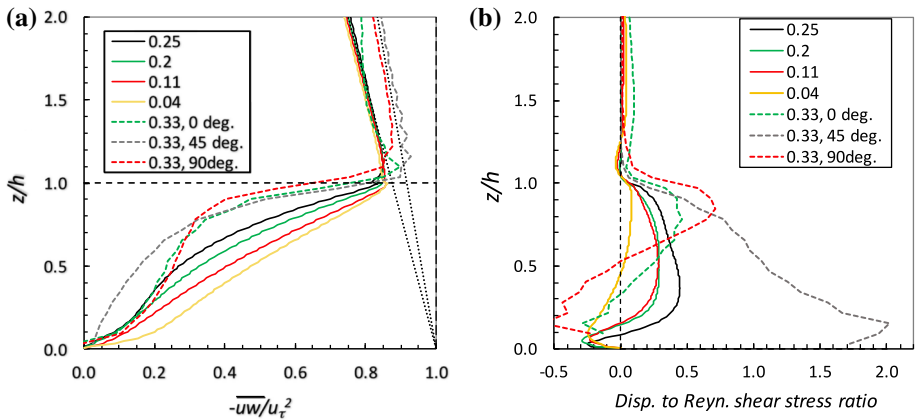 (a)
2.0
1.5
1.0
0.5
0.0
z/h
0.25
0.2
0.11
0.04
0.33, 0 deg.
0.33, 45 deg.
0.33, 90deg.
0.0 0.2 0.4 0.6 0.8 1.0
-uw/uτ²
(b)
2.0
1.5
1.0
0.5
0.0
z/h
0.25
0.2
0.11
0.04
0.33, 0 deg.
0.33, 45 deg.
0.33, 90deg.
-0.5 0.0 0.5 1.0 1.5 2.0
Disp. to Reyn. shear stress ratio